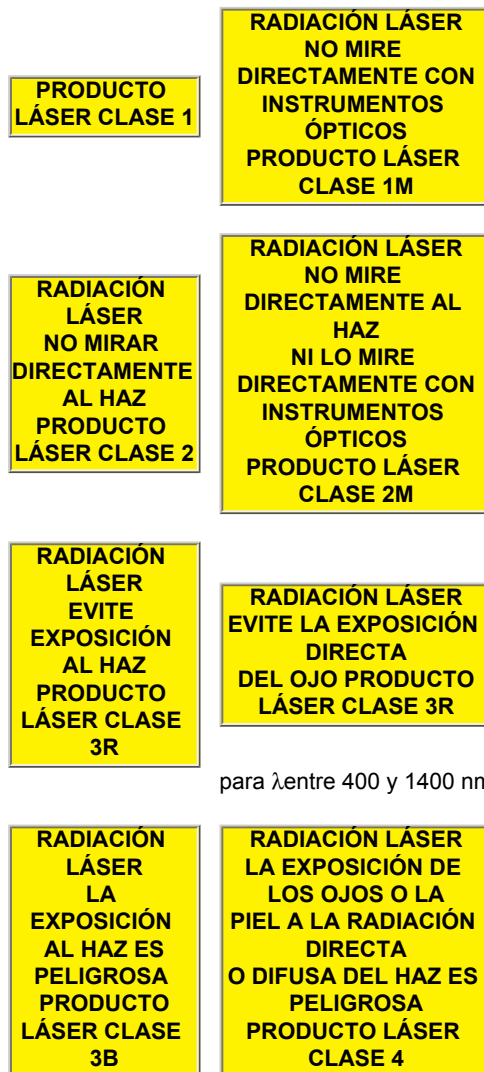 PRODUCTO
LÁSER CLASE 1
RADIACIÓN LÁSER
NO MIRE
DIRECTAMENTE CON
INSTRUMENTOS
ÓPTICOS
PRODUCTO LÁSER
CLASE 1M
RADIACIÓN
LÁSER
NO MIRAR
DIRECTAMENTE
AL HAZ
PRODUCTO
LÁSER CLASE 2
RADIACIÓN LÁSER
NO MIRE
DIRECTAMENTE AL
HAZ
NI LO MIRE
DIRECTAMENTE CON
INSTRUMENTOS
ÓPTICOS
PRODUCTO LÁSER
CLASE 2M
RADIACIÓN
LÁSER
EVITE
EXPOSICIÓN
AL HAZ
PRODUCTO
LÁSER CLASE
3R
RADIACIÓN LÁSER
EVITE LA EXPOSICIÓN
DIRECTA
DEL OJO PRODUCTO
LÁSER CLASE 3R
para λentre 400 y 1400 nm
RADIACIÓN
LÁSER
LA
EXPOSICIÓN
AL HAZ ES
PELIGROSA
PRODUCTO
LÁSER CLASE
3B
RADIACIÓN LÁSER
LA EXPOSICIÓN DE
LOS OJOS O LA
PIEL A LA RADIACIÓN
DIRECTA
O DIFUSA DEL HAZ ES
PELIGROSA
PRODUCTO LÁSER
CLASE 4